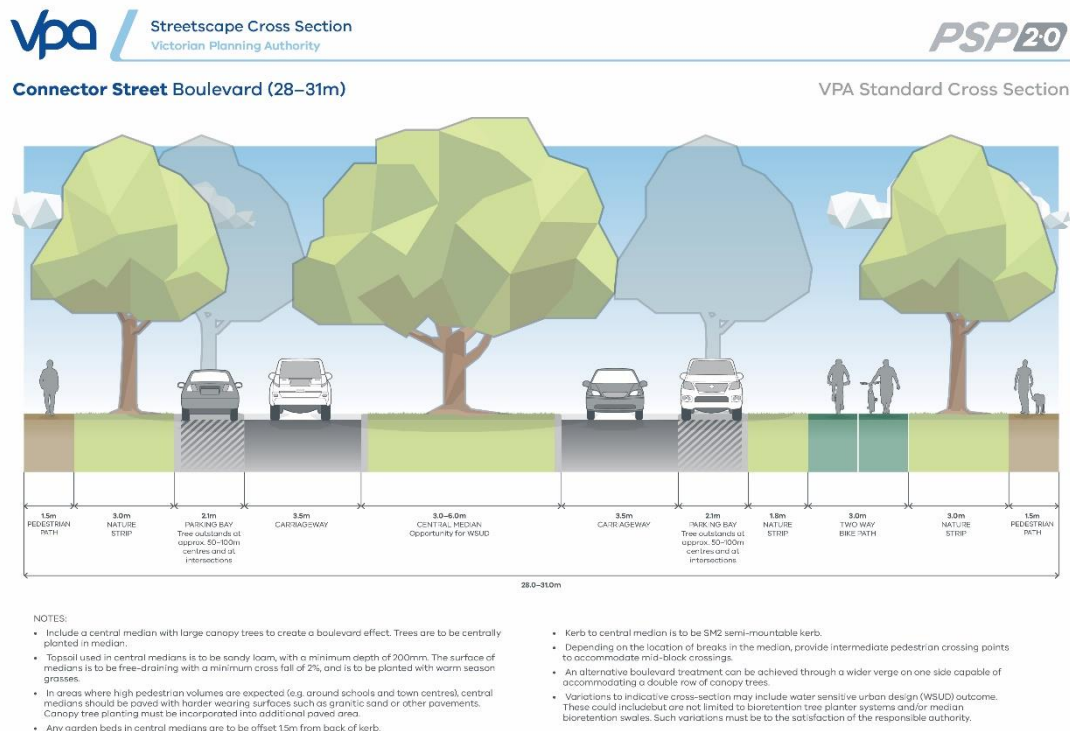 vpa
Streetscape Cross Section
Victorian Planning Authority
PSP 2·0
Connector Street Boulevard (28–31m)
VPA Standard Cross Section
1.5m
PEDESTRIAN
PATH
3.0m
NATURE
STRIP
2.1m
PARKING BAY
Tree outstands at
approx. 50–100m
centres and at
intersections
3.5m
CARRIAGEWAY
3.0–6.0m
CENTRAL MEDIAN
Opportunity for WSUD
3.5m
CARRIAGEWAY
2.1m
PARKING BAY
Tree outstands at
approx. 50–100m
centres and at
intersections
1.8m
NATURE
STRIP
3.0m
TWO WAY
BIKE PATH
3.0m
NATURE
STRIP
1.5m
PEDESTRIAN
PATH
28.0–31.0m
NOTES:
• Include a central median with large canopy trees to create a boulevard effect. Trees are to be centrally
planted in median.
• Topsoil used in central medians is to be sandy loam, with a minimum depth of 200mm. The surface of
medians is to be free-draining with a minimum cross fall of 2%, and is to be planted with warm season
grasses.
• In areas where high pedestrian volumes are expected (e.g. around schools and town centres), central
medians should be paved with harder wearing surfaces such as granitic sand or other pavements.
Canopy tree planting must be incorporated into additional paved area.
• Any garden beds in central medians are to be offset 1.5m from back of kerb.
• Kerb to central median is to be SM2 semi-mountable kerb.
• Depending on the location of breaks in the median, provide intermediate pedestrian crossing points
to accommodate mid-block crossings.
• An alternative boulevard treatment can be achieved through a wider verge on one side capable of
accommodating a double row of canopy trees.
• Variations to indicative cross-section may include water sensitive urban design (WSUD) outcome.
These could includebut are not limited to bioretention tree planter systems and/or median
bioretention swales. Such variations must be to the satisfaction of the responsible authority.